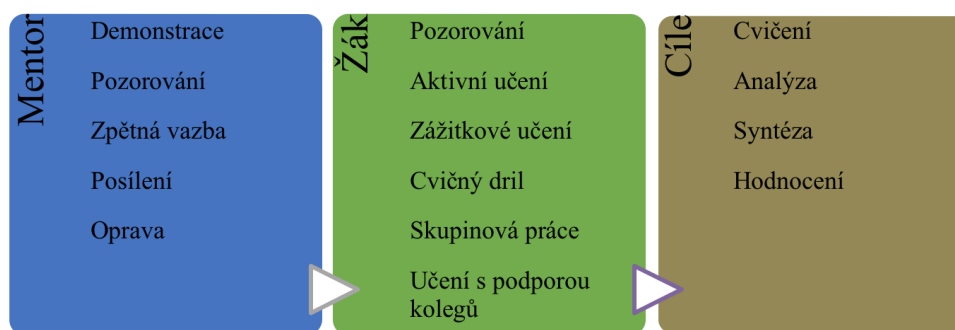 Mentor
Demonstrace
Pozorování
Zpětná vazba
Posílení
Oprava
Žák
Pozorování
Aktivní učení
Zážitkové učení
Cvičný dril
Skupinová práce
Učení s podporou
kolegů
Cíle
Cvičení
Analýza
Syntéza
Hodnocení